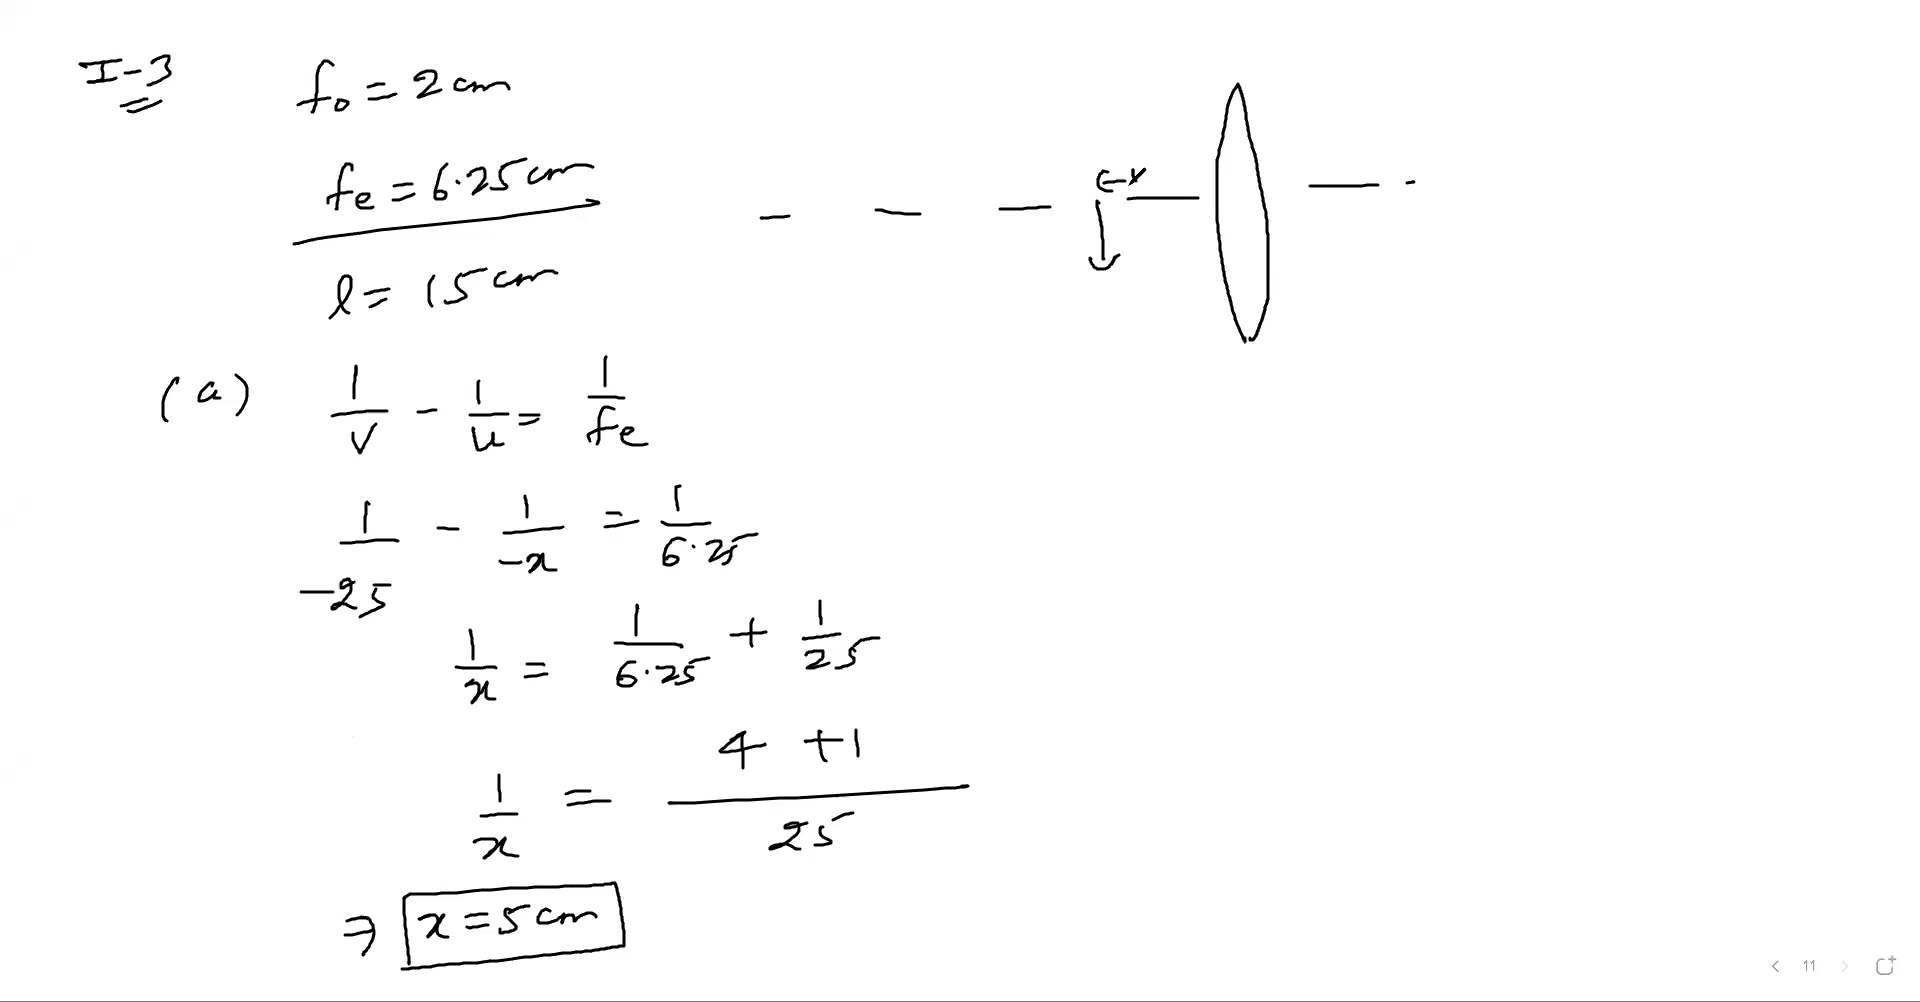 I-3
f₀ = 2 cm
fe = 6.25 cm
l = 15 cm
(a) 1/v - 1/u = 1/fe
1/-25 - 1/-x = 1/6.25
1/x = 1/6.25 + 1/25
1/x = (4 + 1)/25
⇒ x = 5 cm
11